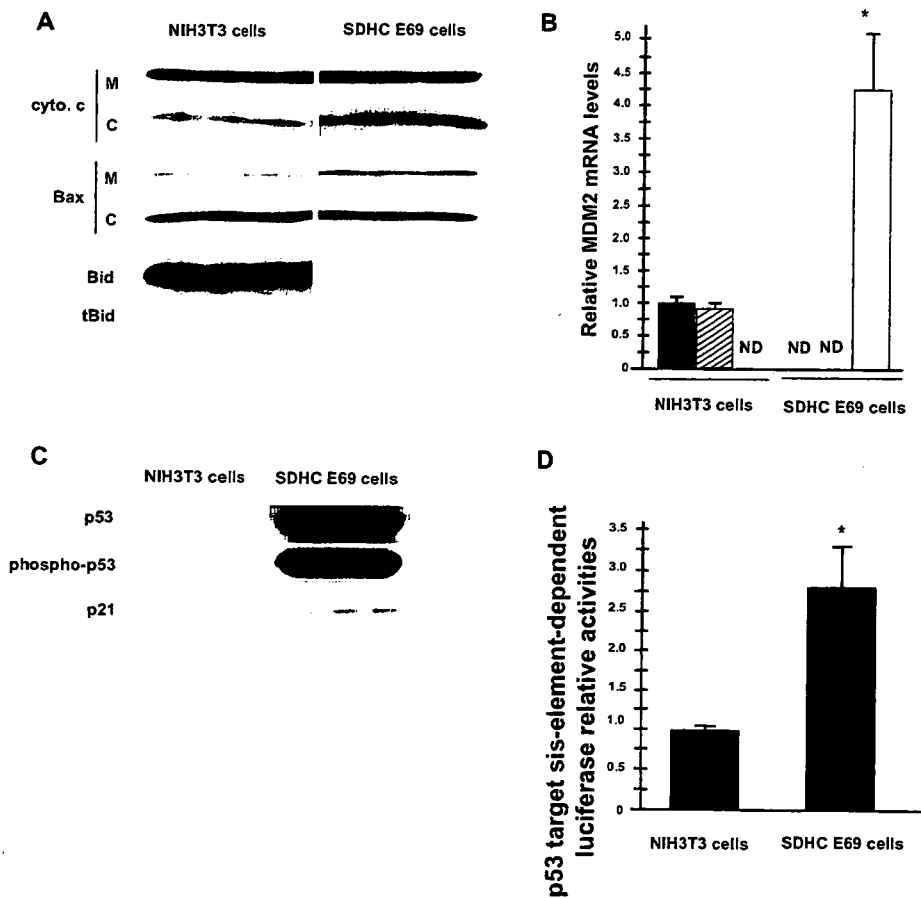 A
NIH3T3 cells
SDHC E69 cells
cyto. c
M
C
Bax
M
C
Bid
tBid
B
Relative MDM2 mRNA levels
5.0
4.5
4.0
3.5
3.0
2.5
2.0
1.5
1.0
0.5
0
*
ND
ND
ND
NIH3T3 cells
SDHC E69 cells
C
NIH3T3 cells
SDHC E69 cells
p53
phospho-p53
p21
D
p53 target sis-element-dependent
luciferase relative activities
3.5
3.0
2.5
2.0
1.5
1.0
0.5
0
*
NIH3T3 cells
SDHC E69 cells